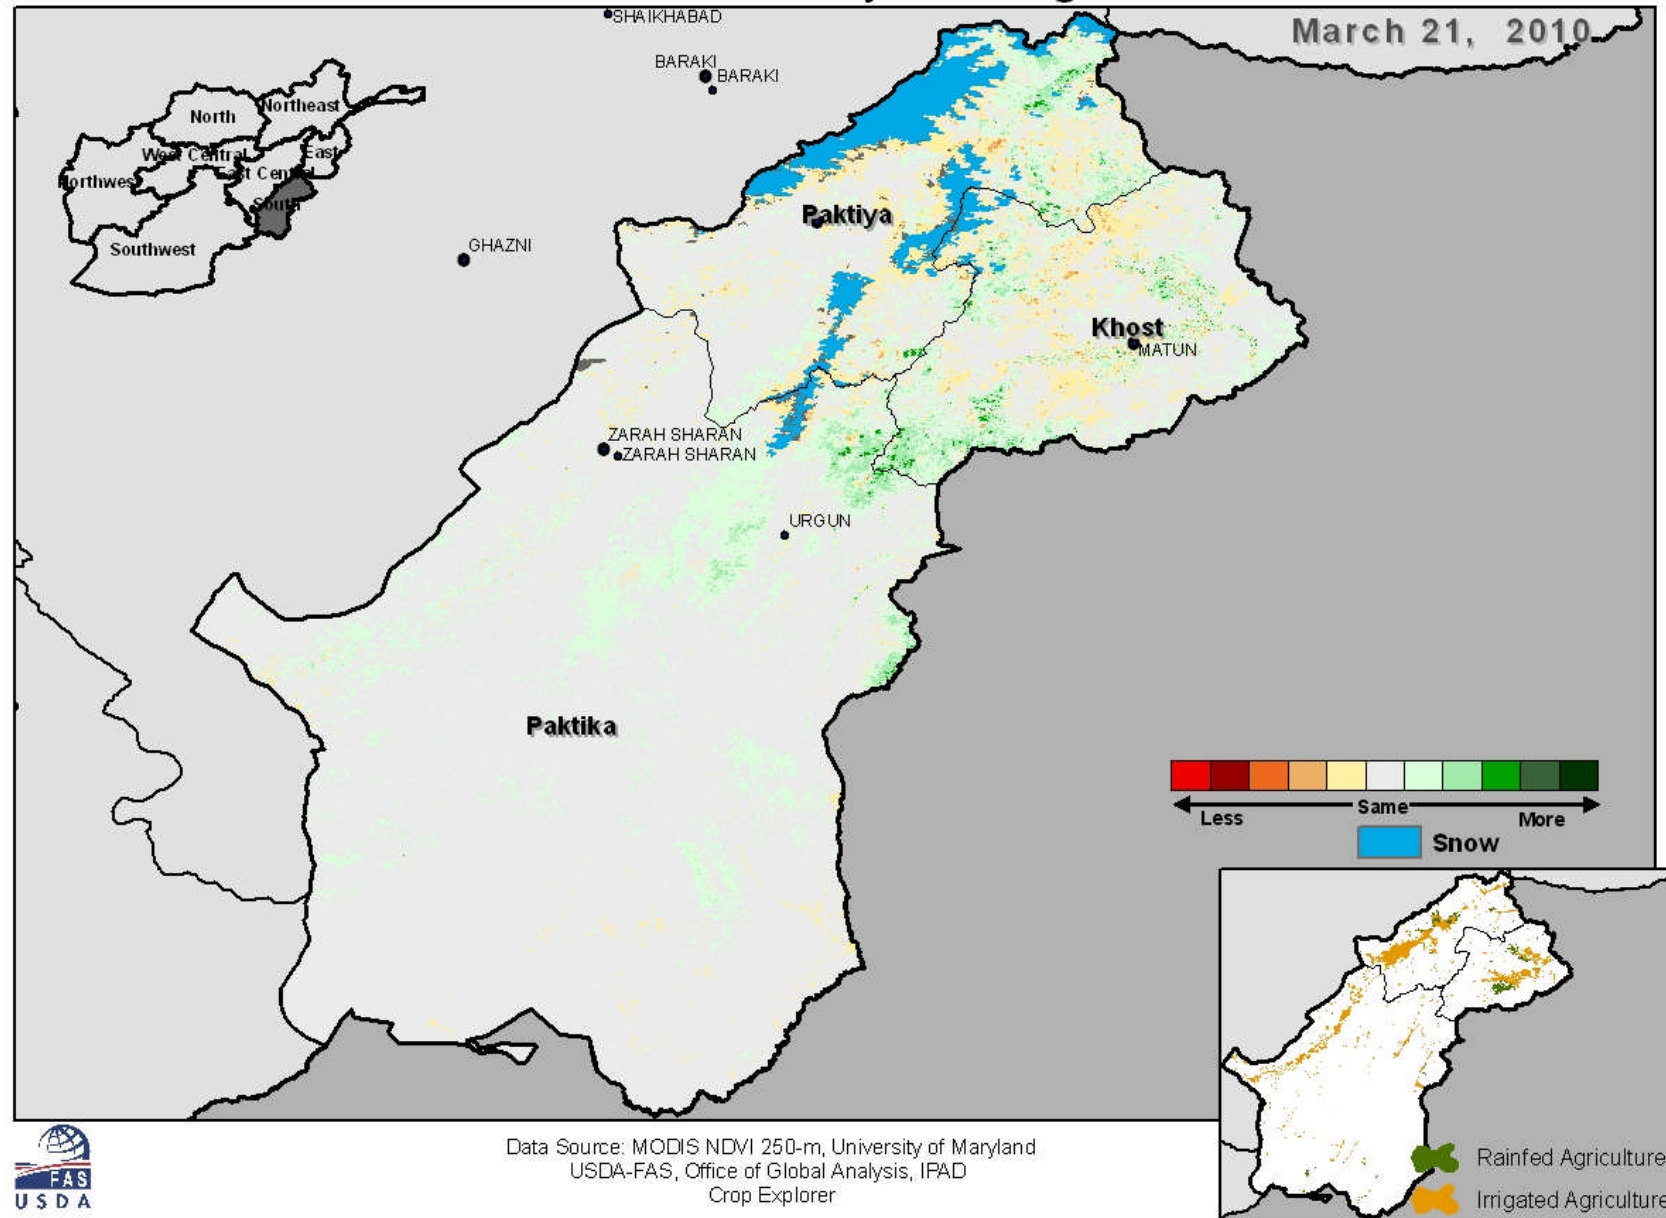 March 21, 2010
SHAIKHABAD
BARAKI
BARAKI
North
Northeast
West Central
East
East Central
Northwest
South
Southwest
GHAZNI
Paktiya
Khost
MATUN
ZARAH SHARAN
ZARAH SHARAN
URGUN
Paktika
Same
Less
More
Snow
Rainfed Agriculture
Irrigated Agriculture
FAS
USDA
Data Source: MODIS NDVI 250-m, University of Maryland
USDA-FAS, Office of Global Analysis, IPAD
Crop Explorer